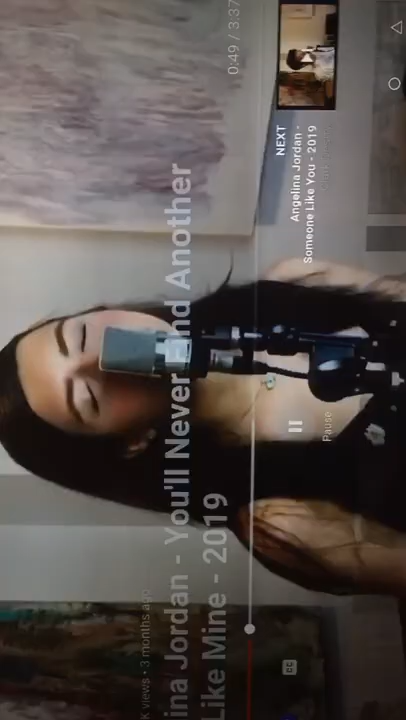 K views • 3 months ago
ina Jordan - You'll Never Find Another
Like Mine - 2019
0:49 / 3:37
NEXT
Angelina Jordan -
Someone Like You - 2019
Pause
CC